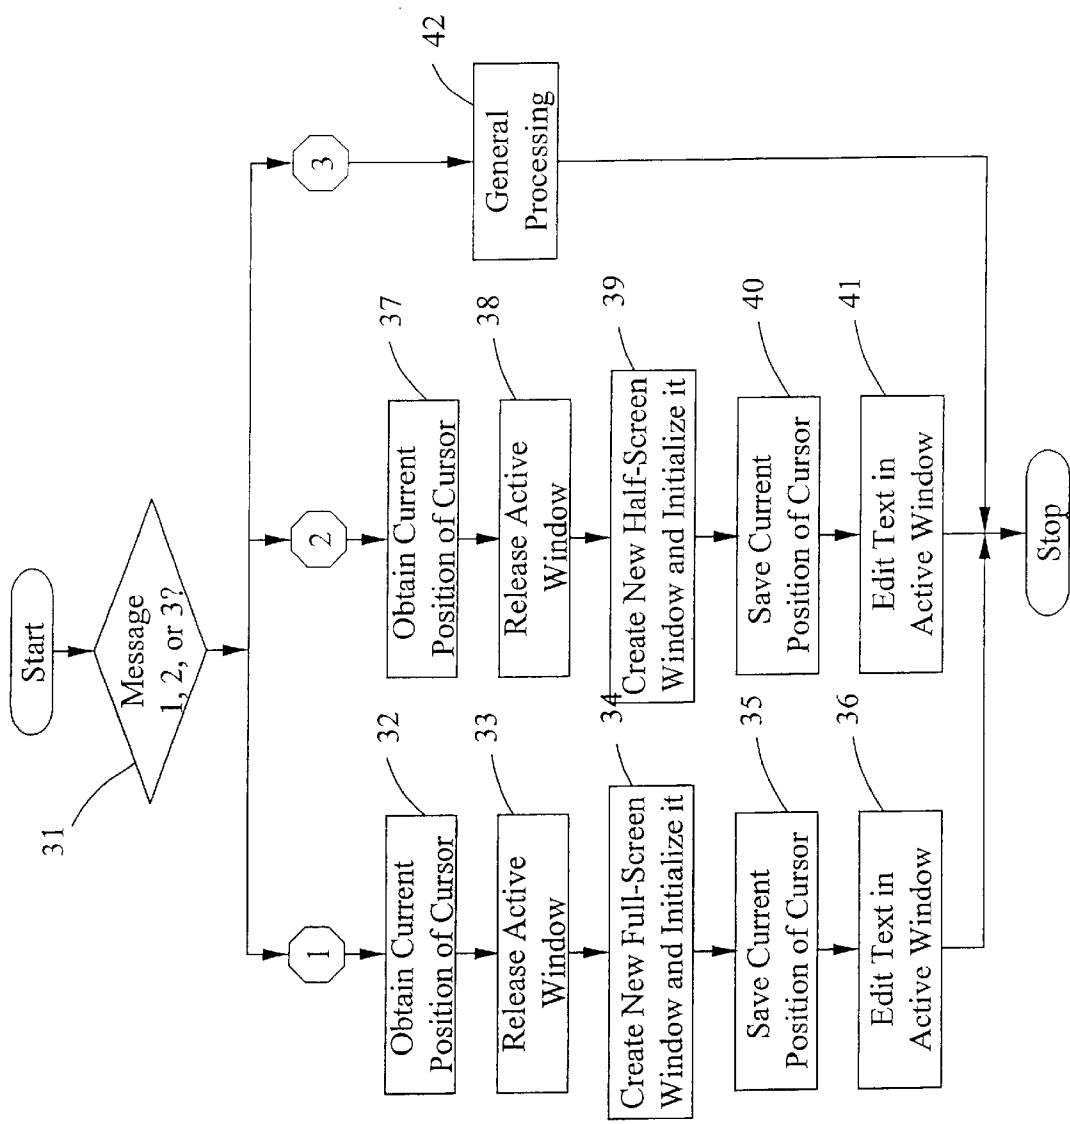 Start
31
Message
1, 2, or 3?
1
2
3
32
Obtain Current
Position of Cursor
33
Release Active
Window
34
Create New Full-Screen
Window and Initialize it
35
Save Current
Position of Cursor
36
Edit Text in
Active Window
37
Obtain Current
Position of Cursor
38
Release Active
Window
39
Create New Half-Screen
Window and Initialize it
40
Save Current
Position of Cursor
41
Edit Text in
Active Window
42
General
Processing
Stop